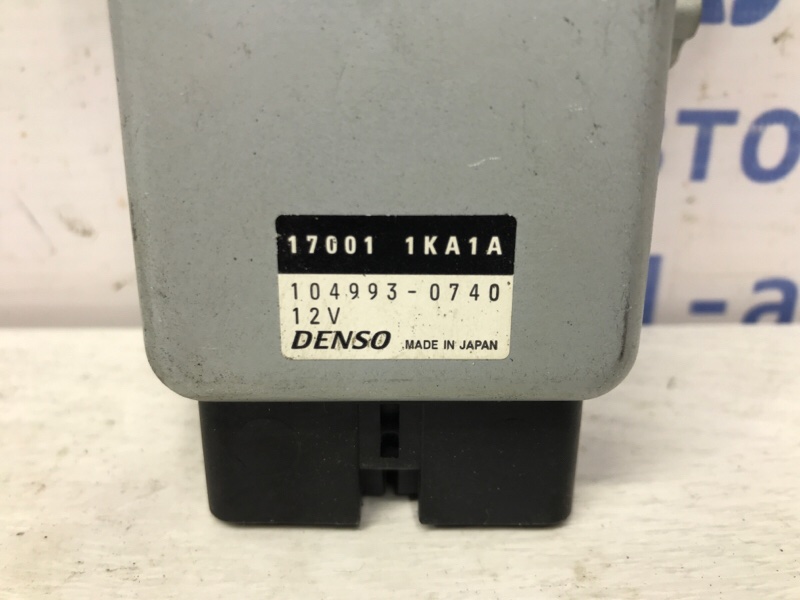 17001 1KA1A
104993-0740
12V
DENSO MADE IN JAPAN